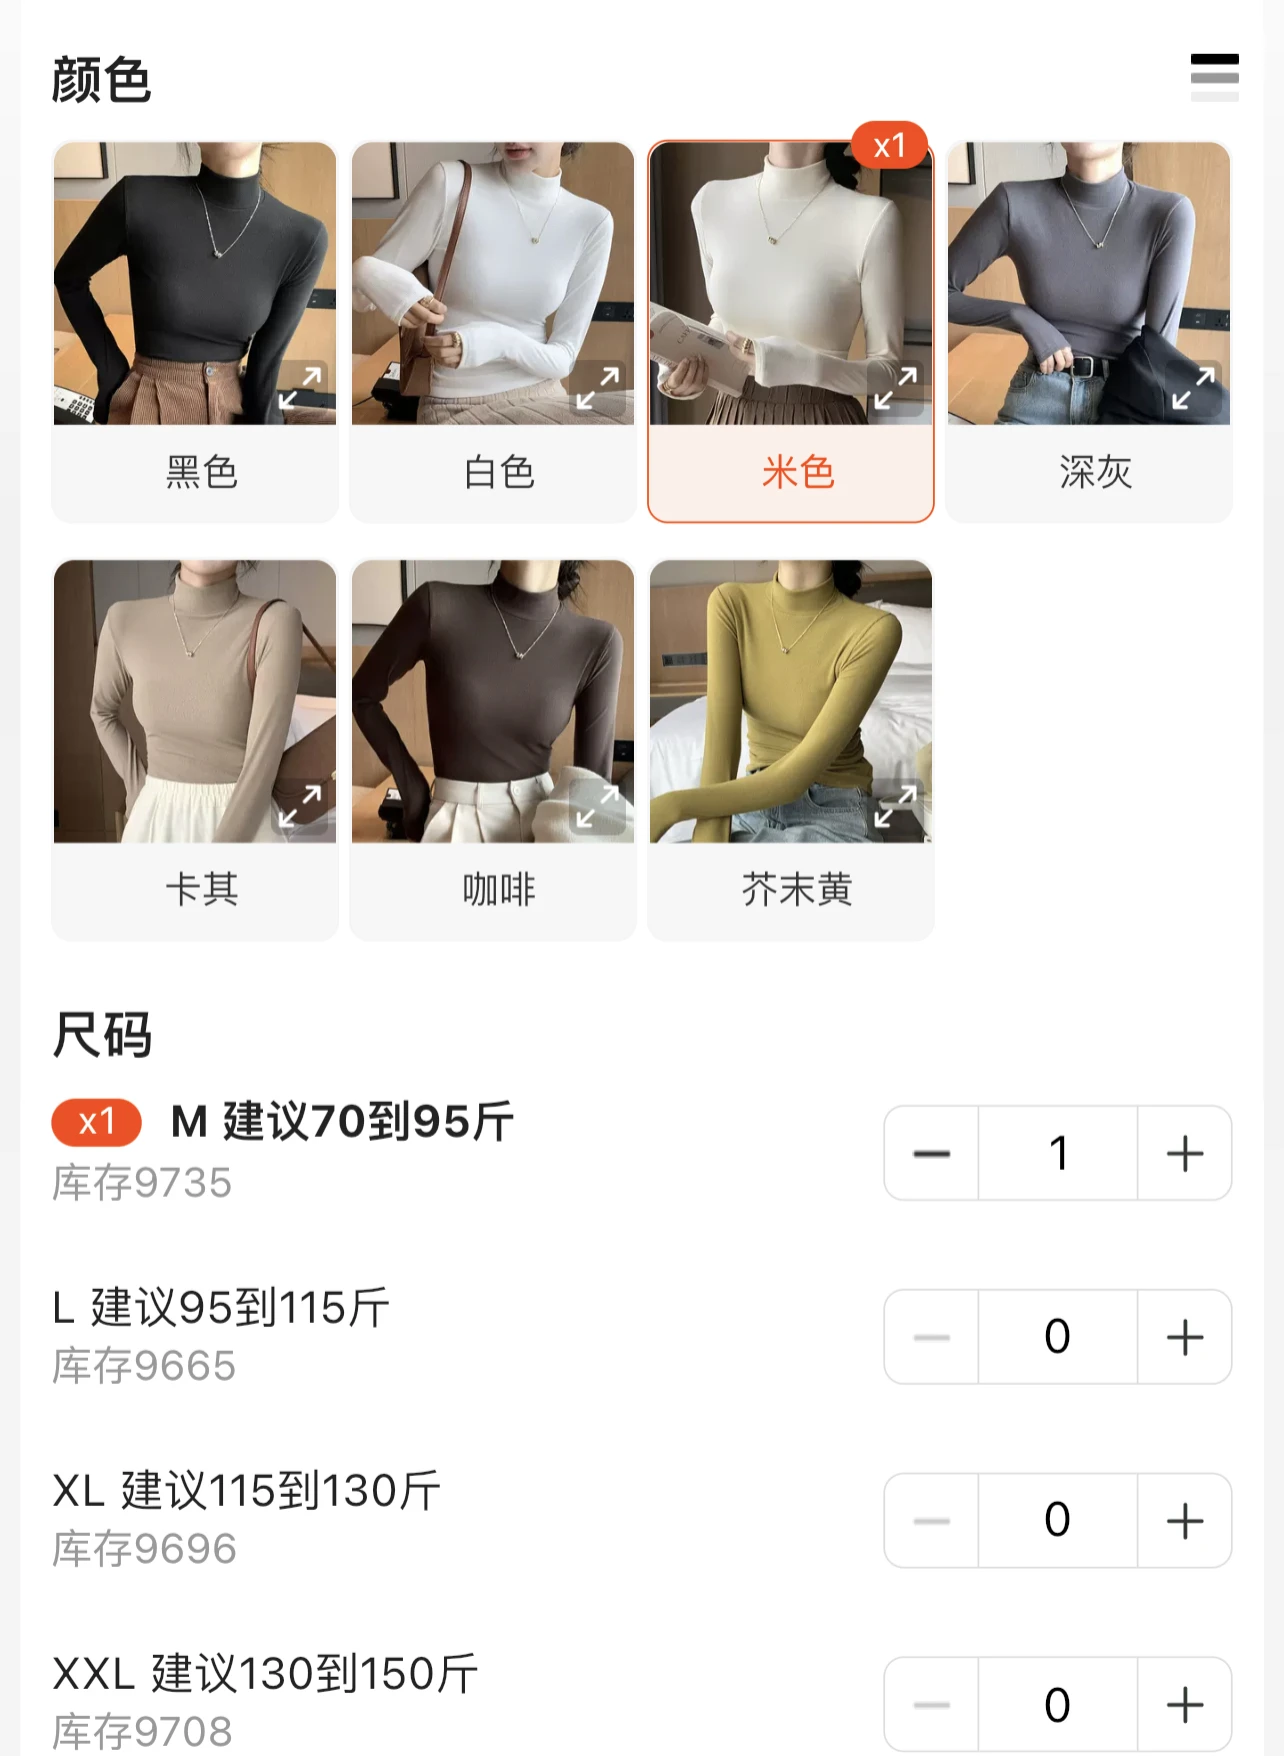 颜色
x1
黑色
白色
米色
深灰
卡其
咖啡
芥末黄
尺码
x1 M 建议70到95斤
库存9735
1
L 建议95到115斤
库存9665
0
XL 建议115到130斤
库存9696
0
XXL 建议130到150斤
库存9708
0